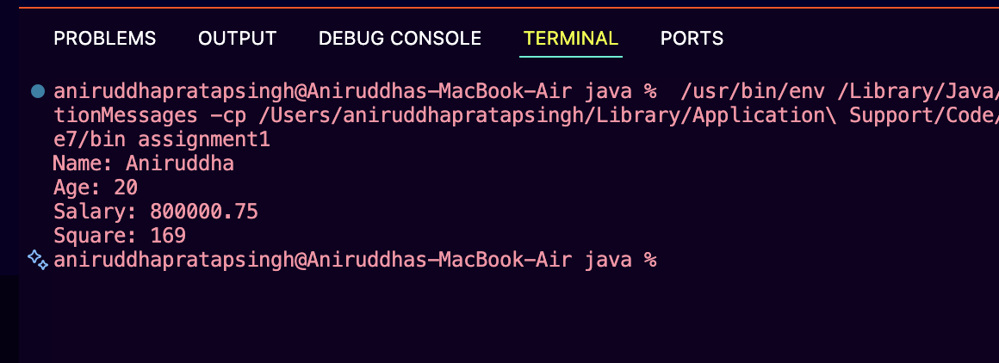 PROBLEMS OUTPUT DEBUG CONSOLE TERMINAL PORTS
aniruddhapratapsingh@Aniruddhas-MacBook-Air java % /usr/bin/env /Library/Java/
tionMessages -cp /Users/aniruddhapratapsingh/Library/Application\ Support/Code/
e7/bin assignment1
Name: Aniruddha
Age: 20
Salary: 800000.75
Square: 169
aniruddhapratapsingh@Aniruddhas-MacBook-Air java %